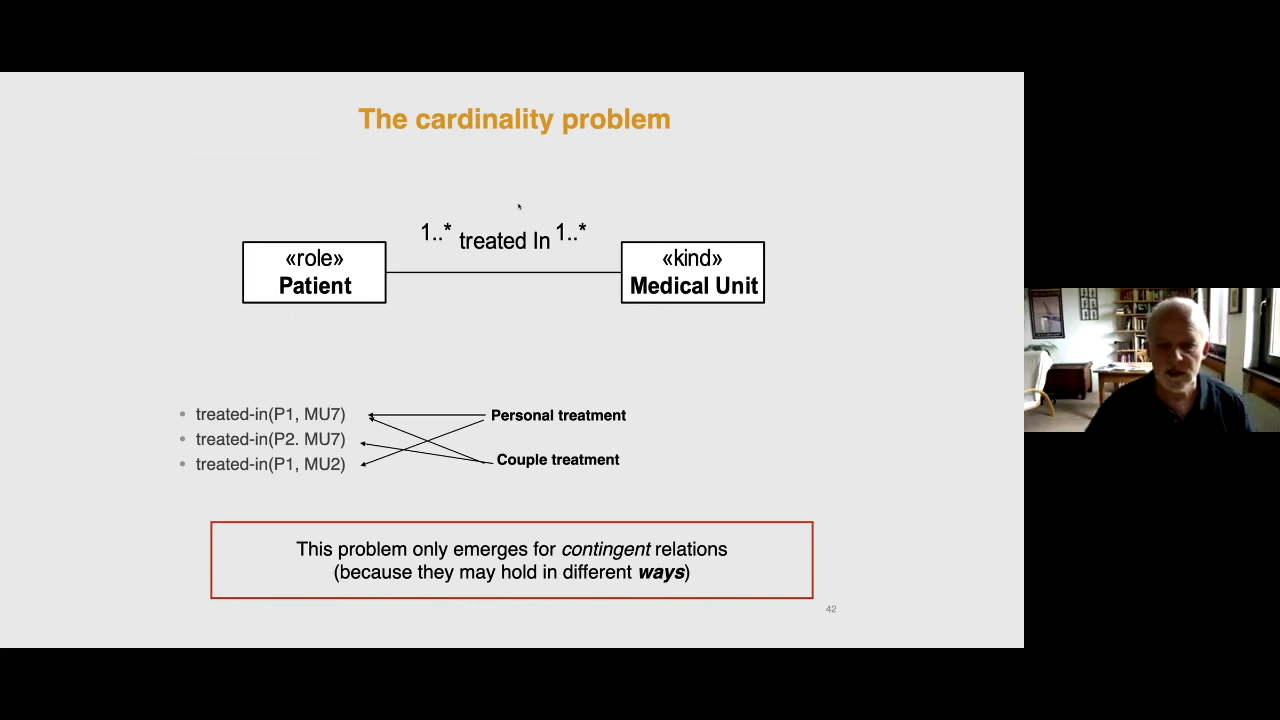 The cardinality problem
1..* treated In 1..*
«role»
Patient
«kind»
Medical Unit
treated-in(P1, MU7)
treated-in(P2. MU7)
treated-in(P1, MU2)
Personal treatment
Couple treatment
This problem only emerges for contingent relations
(because they may hold in different ways)
42